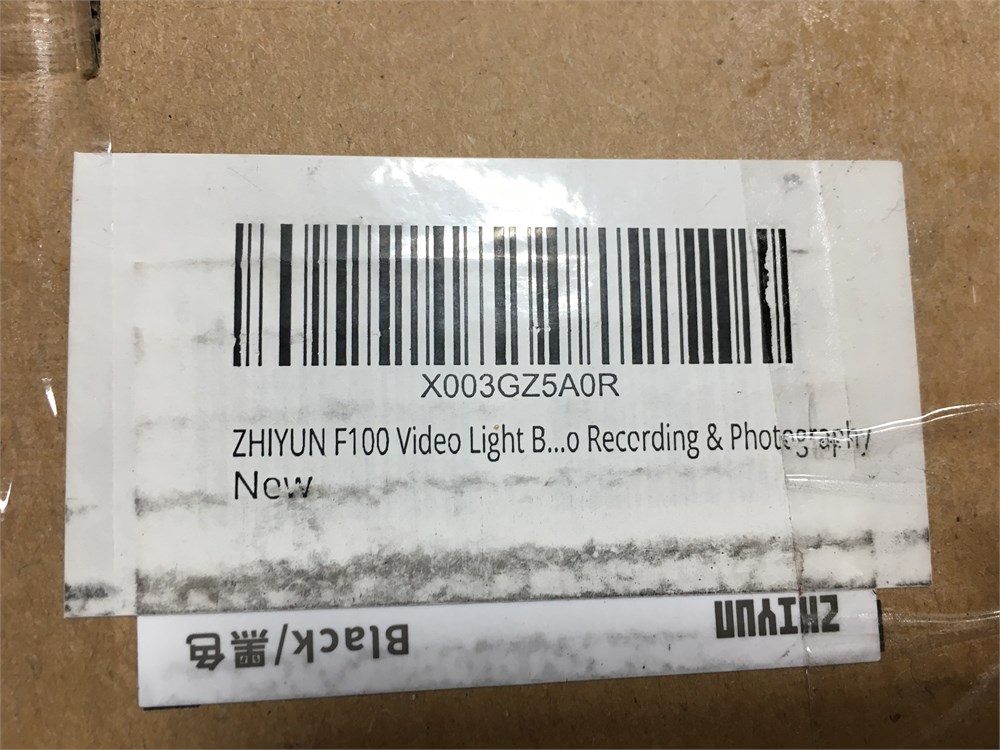 X003GZ5A0R
ZHIYUN F100 Video Light B...o Recording & Photography
New
ZHIYUN
Black/黑色